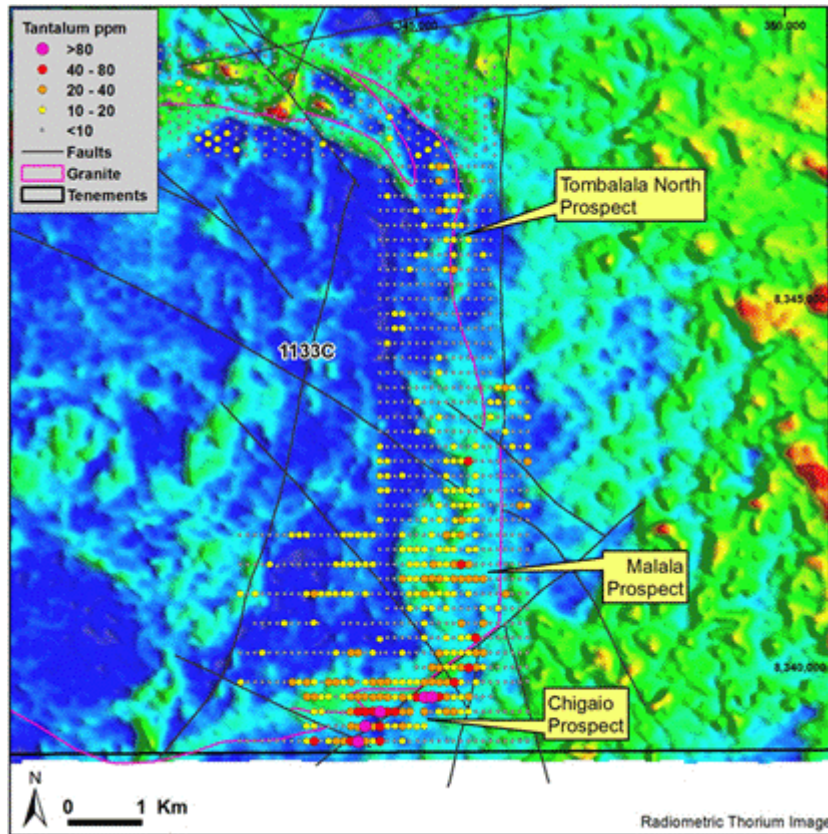 Tantalum ppm
>80
40 - 80
20 - 40
10 - 20
<10
Faults
Granite
Tenements
350,000
Tombalala North
Prospect
8,345,000
1133C
Malala
Prospect
8,340,000
Chigaio
Prospect
N
0 1 Km
Radiometric Thorium Image